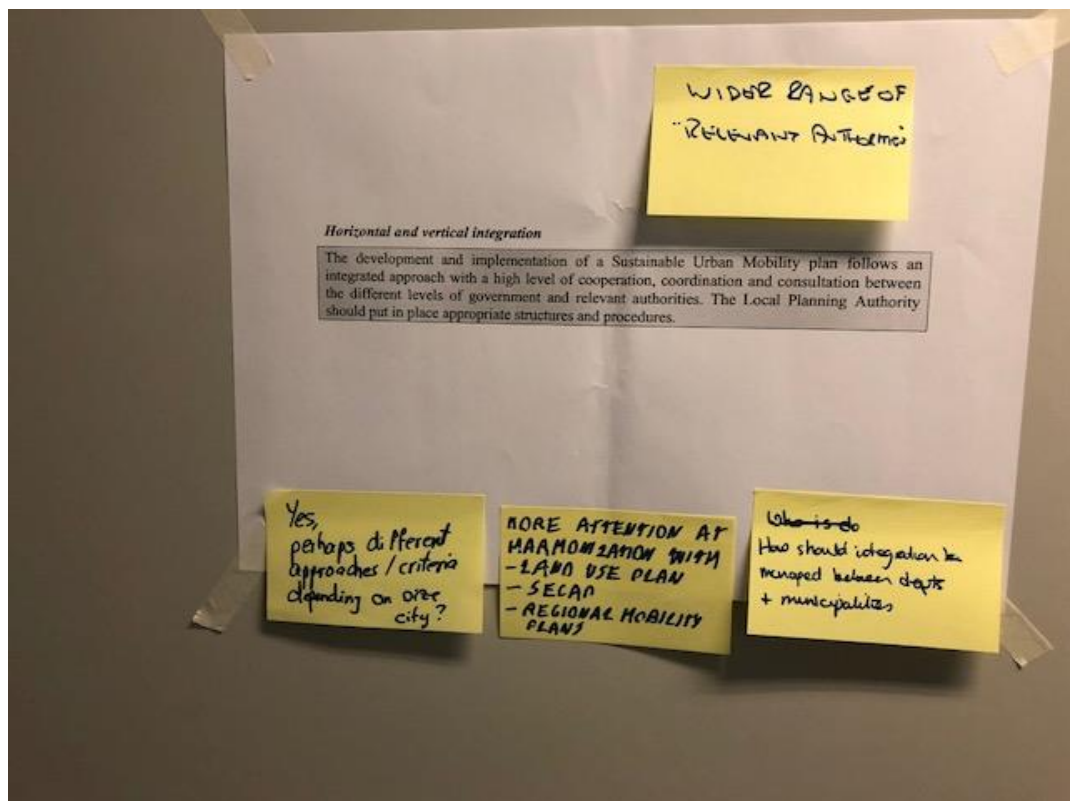 WIDER RANGE OF
"RELEVANT AUTHORITIES
Horizontal and vertical integration
The development and implementation of a Sustainable Urban Mobility plan follows an
integrated approach with a high level of cooperation, coordination and consultation between
the different levels of government and relevant authorities. The Local Planning Authority
should put in place appropriate structures and procedures.
Yes,
perhaps different
approaches/criteria
depending on size
city?
MORE ATTENTION AT
HARMONIZATION WITH
- LAND USE PLAN
- SECAP
- REGIONAL MOBILITY
PLANS
Who is do
How should integration be
managed between depts
+ municipalities